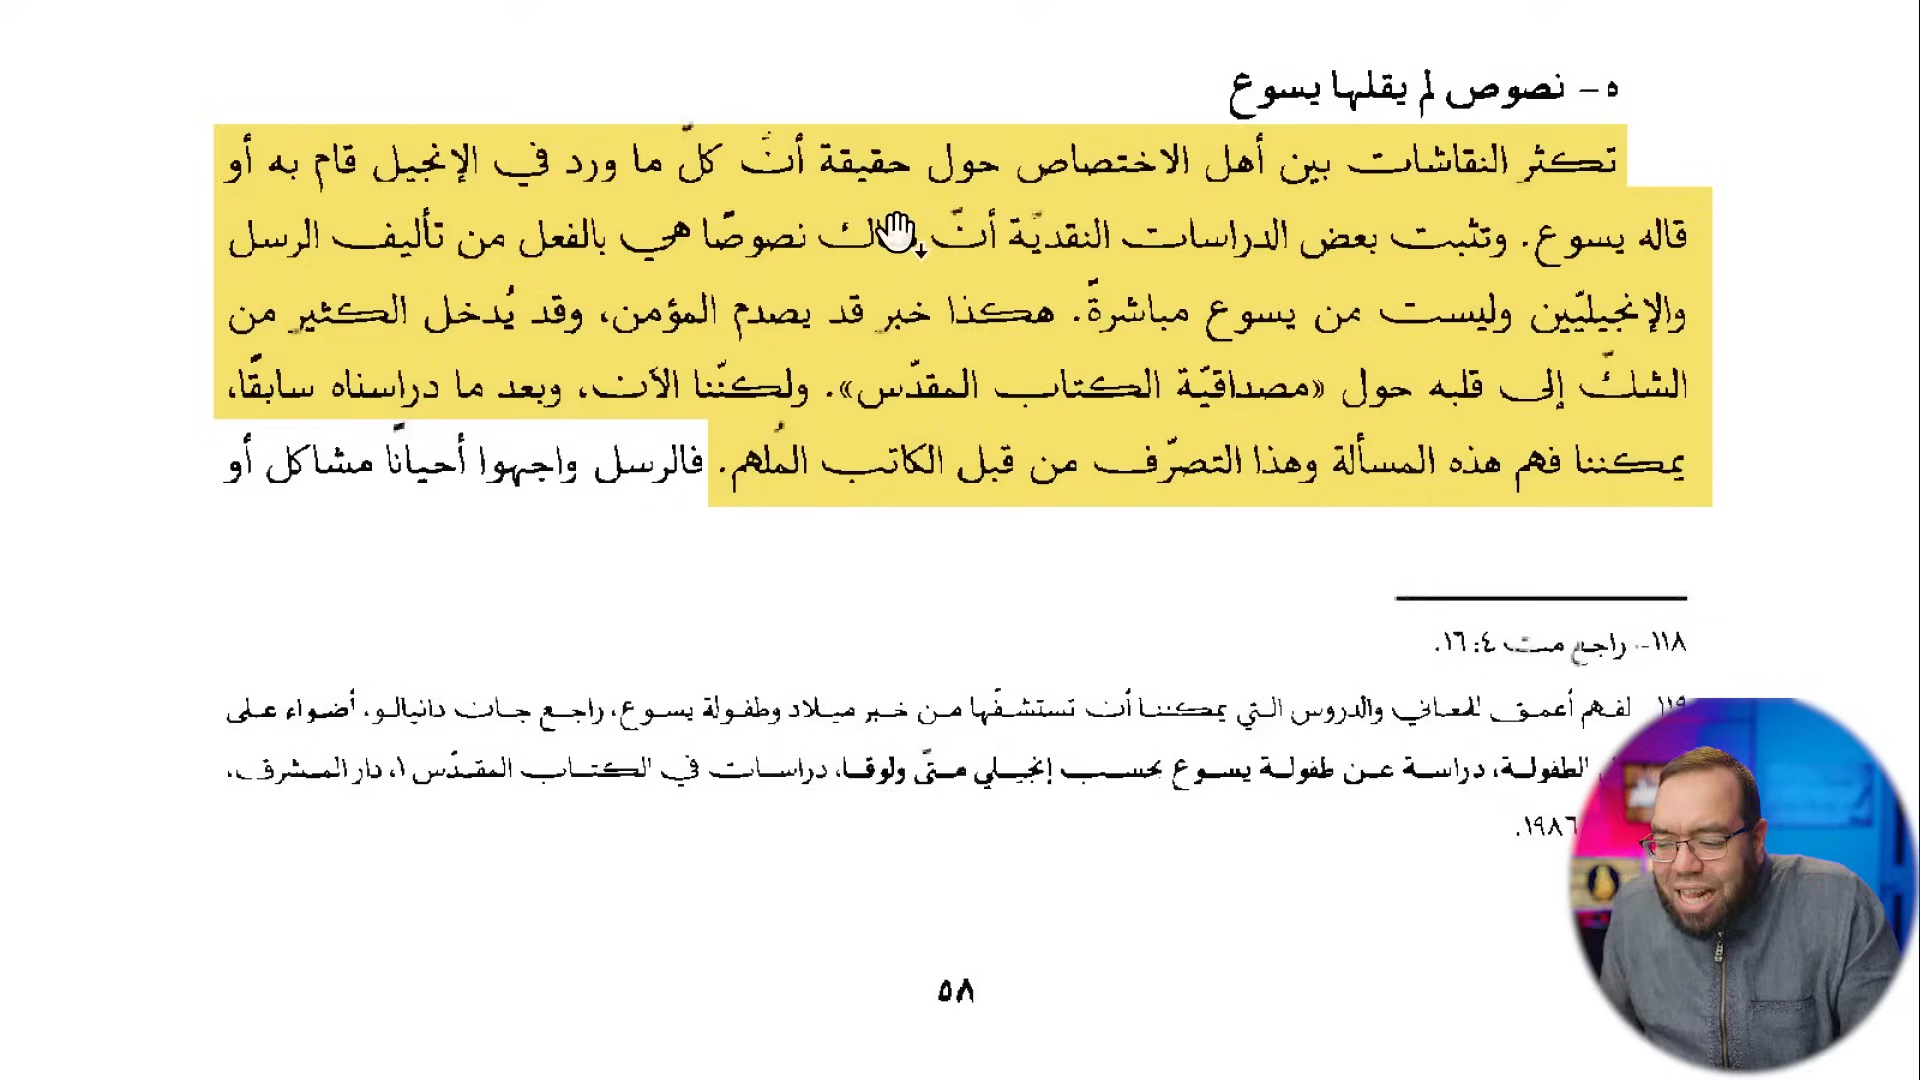 ٥- نصوص لم يقلها يسوع
تكثر النقاشات بين أهل الاختصاص حول حقيقة أنّ كلّ ما ورد في الإنجيل قام به أو
قاله يسوع. وتثبت بعض الدراسات النقديّة أنّ نصوصًا هي بالفعل من تأليف الرسل
والإنجيليّين وليست من يسوع مباشرةً. هكذا خبر قد يصدم المؤمن، وقد يُدخل الكثير من
الشكّ إلى قلبه حول «مصداقيّة الكتاب المقدّس». ولكنّنا الآن، وبعد ما دراسناه سابقًا،
يمكننا فهم هذه المسألة وهذا التصرّف من قبل الكاتب المُلهم. فالرسل واجهوا أحيانًا مشاكل أو
١١٨- راجع مت ٤: ١٦.
١١٩ لفهم أعمق للمعاني والدروس التي يمكننا أن تستشفّها من خبر ميلاد وطفولة يسوع، راجع جان دانيالو، أضواء على
الطفولة، دراسة عن طفولة يسوع بحسب إنجيلي متّى ولوقا، دراسات في الكتاب المقدّس ١، دار المشرق،
١٩٨٦.
٥٨